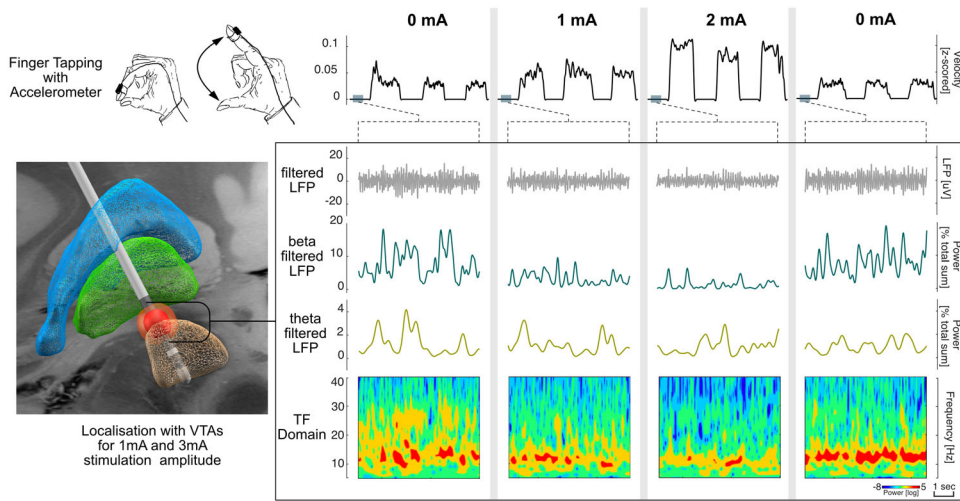 0 mA
1 mA
2 mA
0 mA
Finger Tapping
with
Accelerometer
0.1
0.05
0
Velocity
[z-scored]
filtered
LFP
20
0
-20
LFP [uV]
beta
filtered
LFP
20
10
0
Power
[% total sum]
theta
filtered
LFP
4
2
0
Power
[% total sum]
TF
Domain
40
30
20
10
Frequency [Hz]
Localisation with VTAs
for 1mA and 3mA
stimulation amplitude
-8
5
Power [log]
1 sec